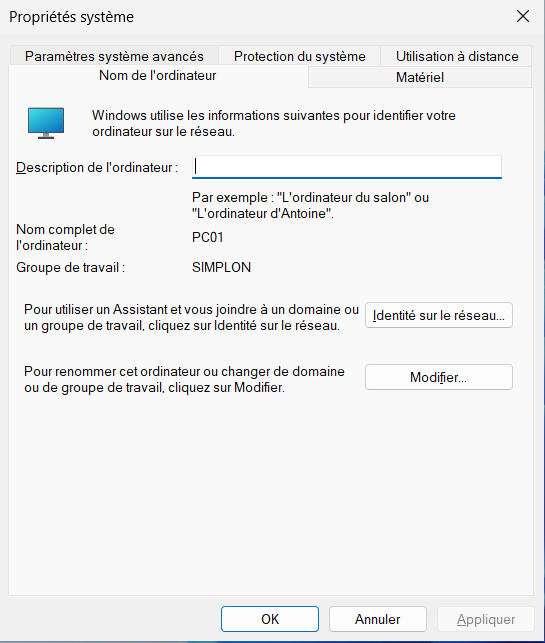 Propriétés système
Paramètres système avancés
Protection du système
Utilisation à distance
Nom de l'ordinateur
Matériel
Windows utilise les informations suivantes pour identifier votre
ordinateur sur le réseau.
Description de l'ordinateur :
Par exemple : "L'ordinateur du salon" ou
"L'ordinateur d'Antoine".
Nom complet de
l'ordinateur :
PC01
Groupe de travail :
SIMPLON
Pour utiliser un Assistant et vous joindre à un domaine ou
un groupe de travail, cliquez sur Identité sur le réseau.
Identité sur le réseau...
Pour renommer cet ordinateur ou changer de domaine
ou de groupe de travail, cliquez sur Modifier.
Modifier...
OK
Annuler
Appliquer